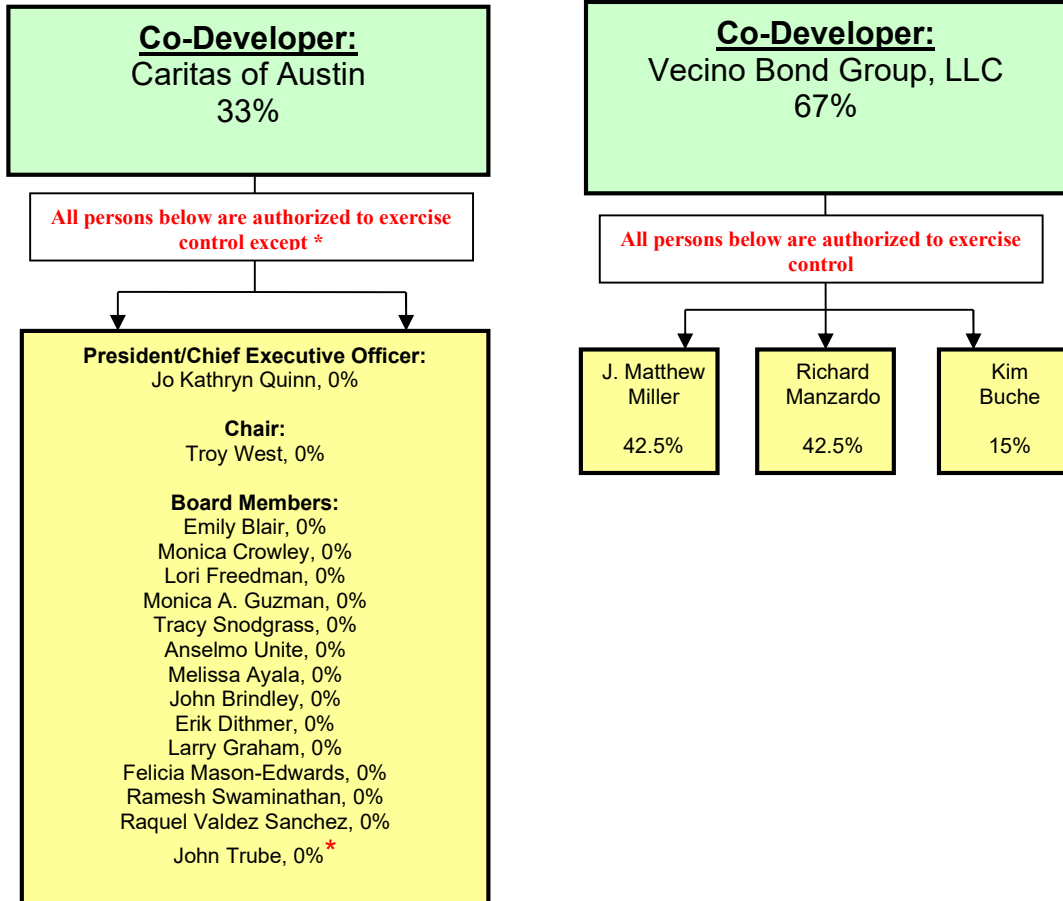 Co-Developer:
Caritas of Austin
33%
All persons below are authorized to exercise
control except *
President/Chief Executive Officer:
Jo Kathryn Quinn, 0%
Chair:
Troy West, 0%
Board Members:
Emily Blair, 0%
Monica Crowley, 0%
Lori Freedman, 0%
Monica A. Guzman, 0%
Tracy Snodgrass, 0%
Anselmo Unite, 0%
Melissa Ayala, 0%
John Brindley, 0%
Erik Dithmer, 0%
Larry Graham, 0%
Felicia Mason-Edwards, 0%
Ramesh Swaminathan, 0%
Raquel Valdez Sanchez, 0%
John Trube, 0%*
Co-Developer:
Vecino Bond Group, LLC
67%
All persons below are authorized to exercise
control
J. Matthew
Miller
42.5%
Richard
Manzardo
42.5%
Kim
Buche
15%